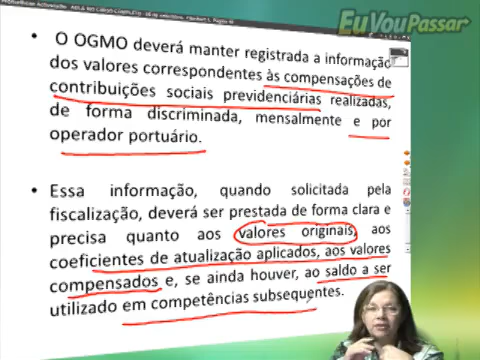 EuVouPassar
• O OGMO deverá manter registrada a informação
dos valores correspondentes às compensações de
contribuições sociais previdenciárias realizadas,
de forma discriminada, mensalmente e por
operador portuário.
• Essa informação, quando solicitada pela
fiscalização, deverá ser prestada de forma clara e
precisa quanto aos valores originais, aos
coeficientes de atualização aplicados, aos valores
compensados e, se ainda houver, ao saldo a ser
utilizado em competências subsequentes.